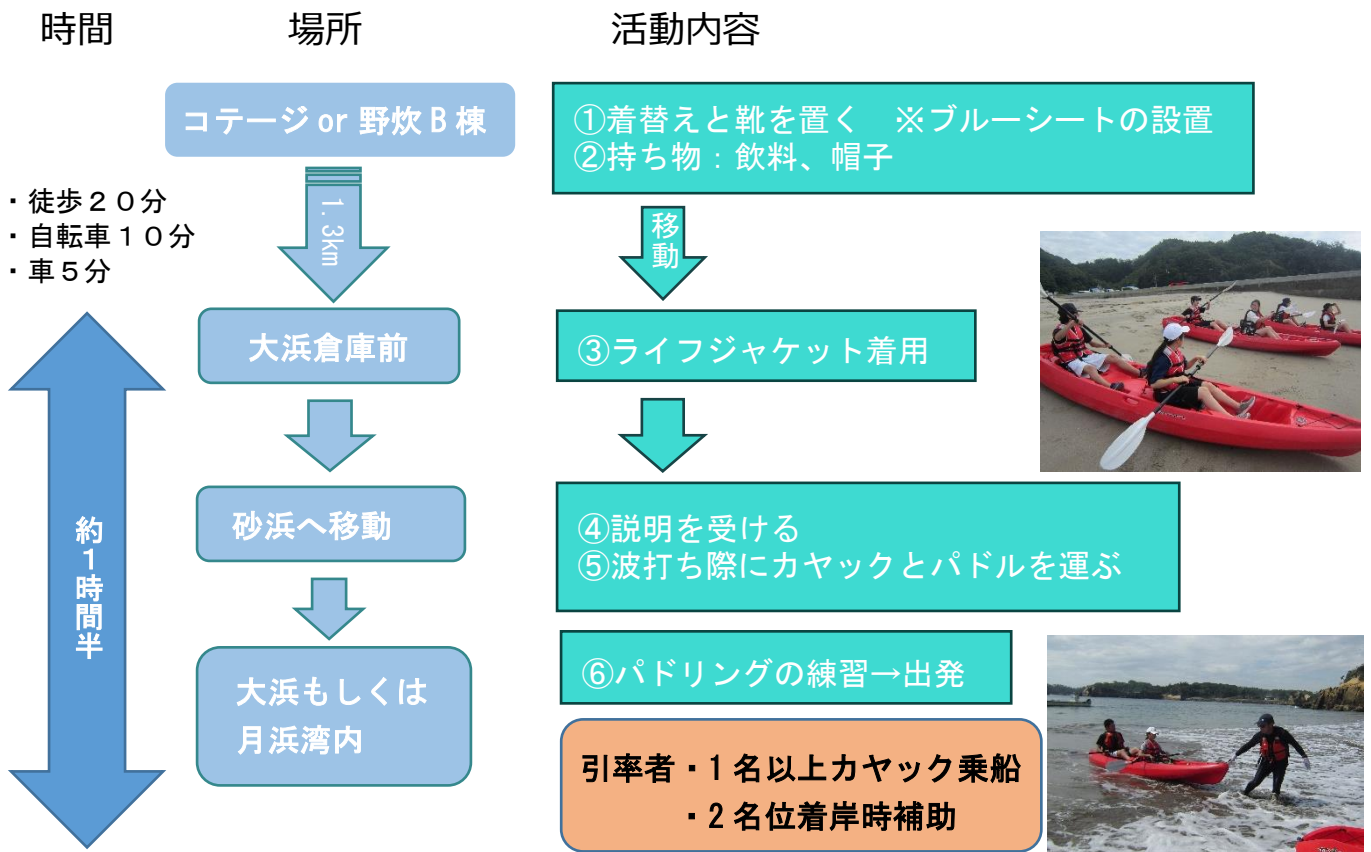 時間
場所
活動内容
コテージ or 野炊 B 棟
①着替えと靴を置く　※ブルーシートの設置
②持ち物：飲料、帽子
・徒歩２０分
・自転車１０分
・車５分
1.3km
移動
大浜倉庫前
③ライフジャケット着用
約1時間半
砂浜へ移動
④説明を受ける
⑤波打ち際にカヤックとパドルを運ぶ
大浜もしくは
月浜湾内
⑥パドリングの練習→出発
引率者・1 名以上カヤック乗船
・2 名位着岸時補助